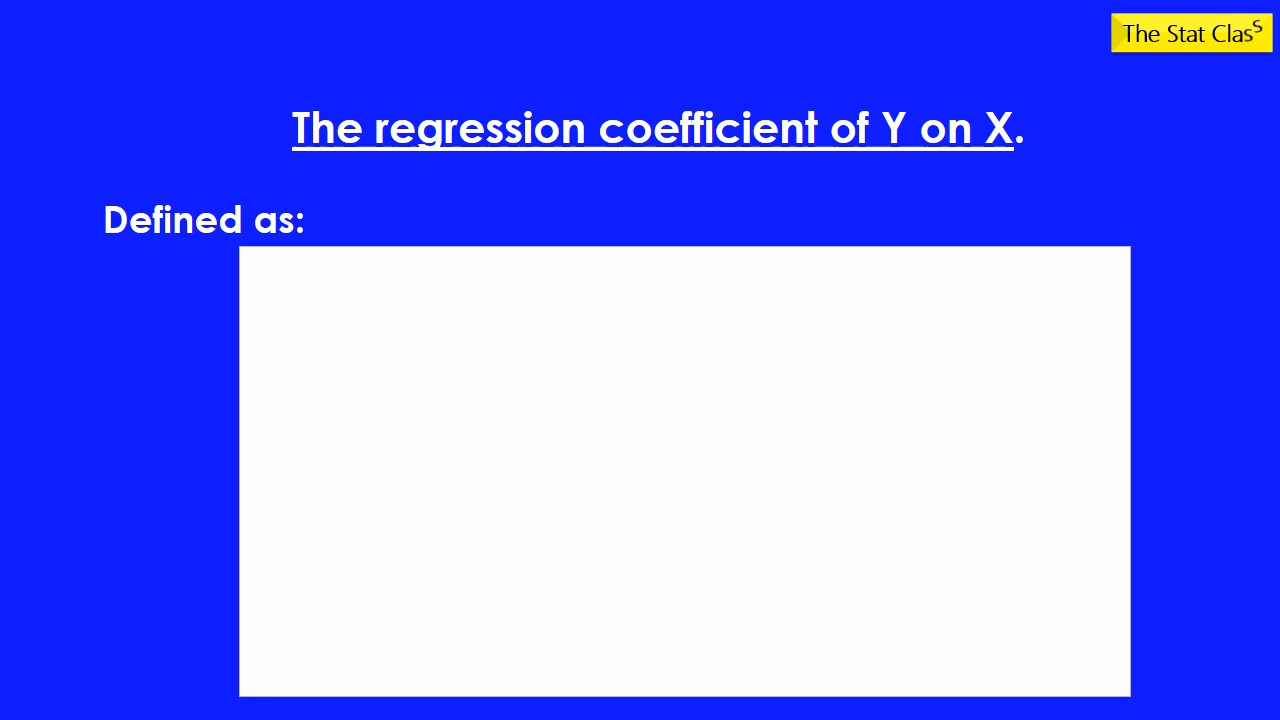 The Stat Class
The regression coefficient of Y on X.
Defined as: